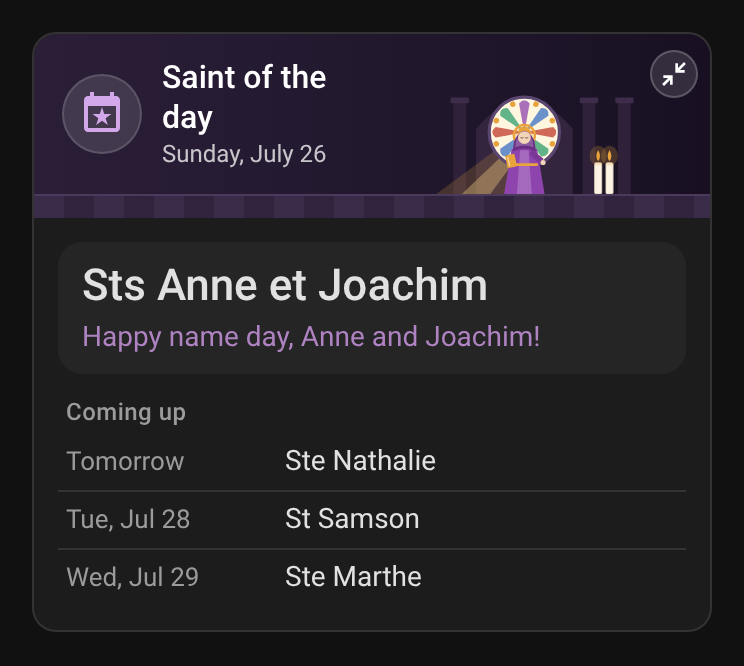 Saint of the
day
Sunday, July 26
Sts Anne et Joachim
Happy name day, Anne and Joachim!
Coming up
Tomorrow Ste Nathalie
Tue, Jul 28 St Samson
Wed, Jul 29 Ste Marthe